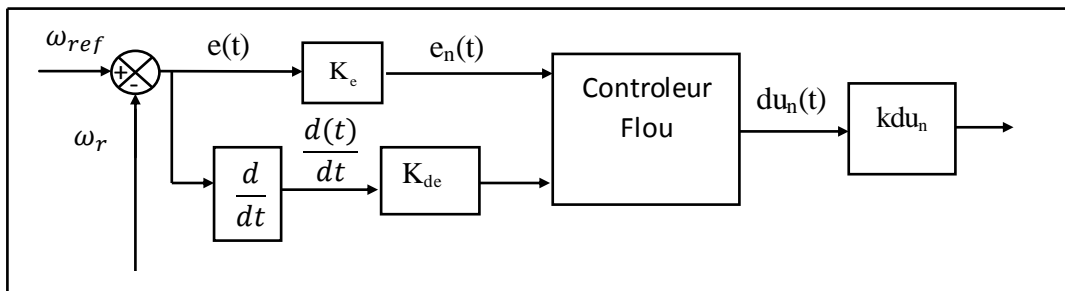 ω_ref
+
-
ω_r
e(t)
K_e
e_n(t)
d/dt
d(t)/dt
K_de
Controleur
Flou
du_n(t)
kdu_n